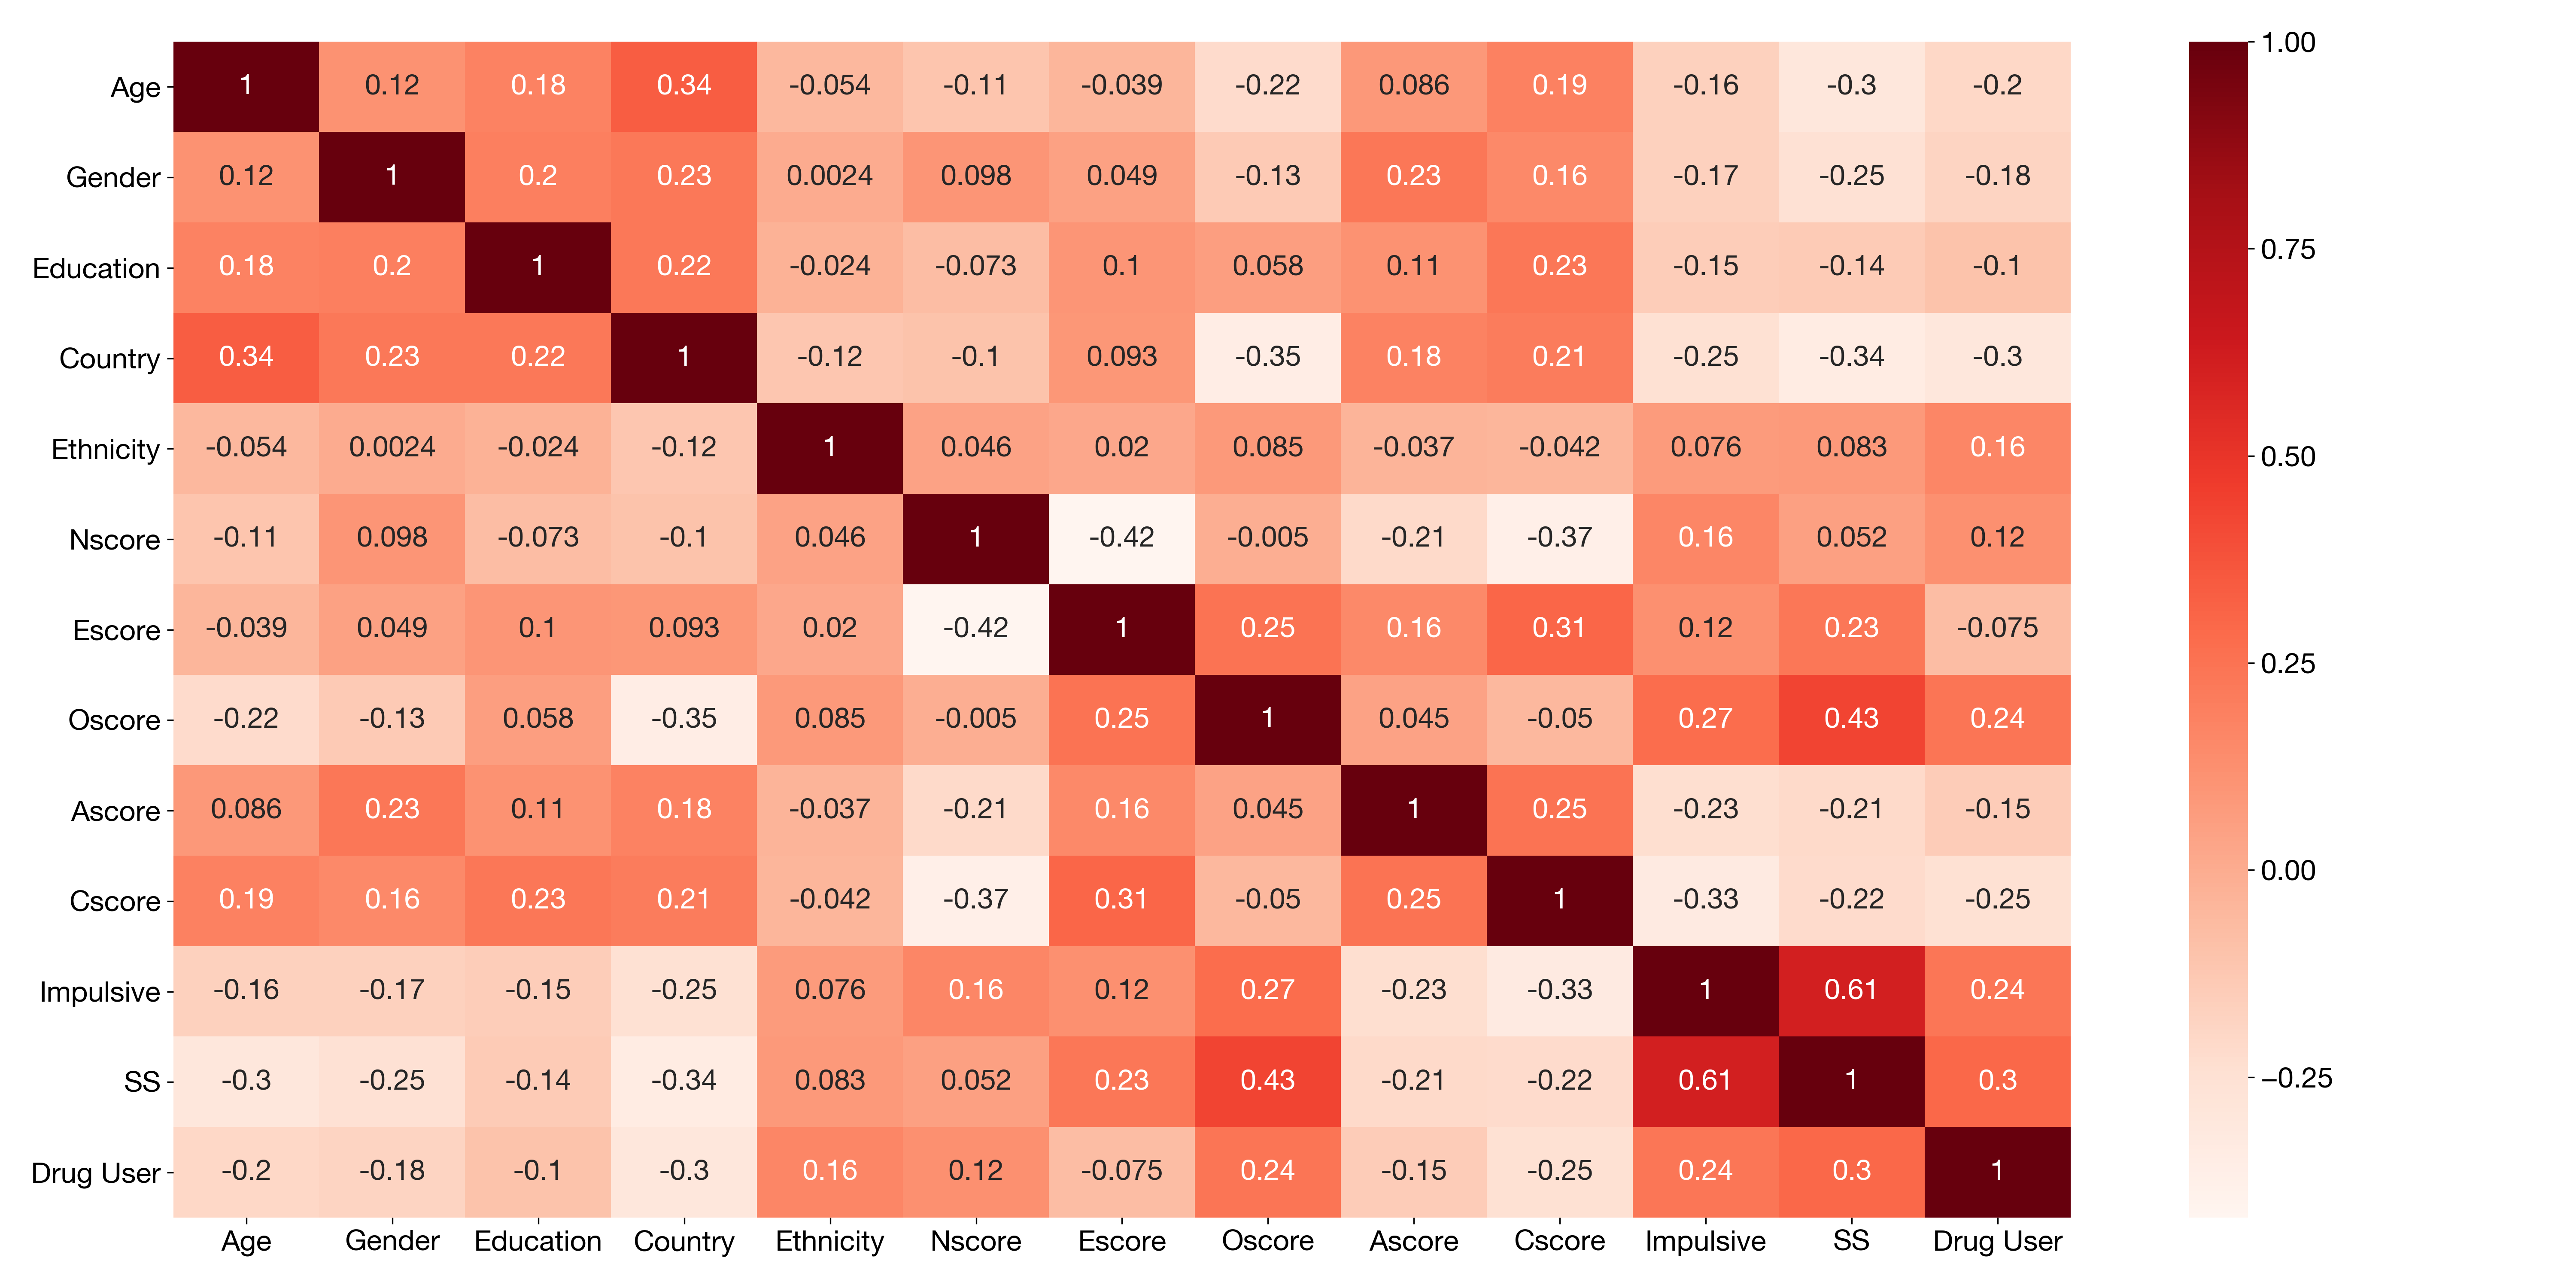 Age 1 0.12 0.18 0.34 -0.054 -0.11 -0.039 -0.22 0.086 0.19 -0.16 -0.3 -0.2
Gender 0.12 1 0.2 0.23 0.0024 0.098 0.049 -0.13 0.23 0.16 -0.17 -0.25 -0.18
Education 0.18 0.2 1 0.22 -0.024 -0.073 0.1 0.058 0.11 0.23 -0.15 -0.14 -0.1
Country 0.34 0.23 0.22 1 -0.12 -0.1 0.093 -0.35 0.18 0.21 -0.25 -0.34 -0.3
Ethnicity -0.054 0.0024 -0.024 -0.12 1 0.046 0.02 0.085 -0.037 -0.042 0.076 0.083 0.16
Nscore -0.11 0.098 -0.073 -0.1 0.046 1 -0.42 -0.005 -0.21 -0.37 0.16 0.052 0.12
Escore -0.039 0.049 0.1 0.093 0.02 -0.42 1 0.25 0.16 0.31 0.12 0.23 -0.075
Oscore -0.22 -0.13 0.058 -0.35 0.085 -0.005 0.25 1 0.045 -0.05 0.27 0.43 0.24
Ascore 0.086 0.23 0.11 0.18 -0.037 -0.21 0.16 0.045 1 0.25 -0.23 -0.21 -0.15
Cscore 0.19 0.16 0.23 0.21 -0.042 -0.37 0.31 -0.05 0.25 1 -0.33 -0.22 -0.25
Impulsive -0.16 -0.17 -0.15 -0.25 0.076 0.16 0.12 0.27 -0.23 -0.33 1 0.61 0.24
SS -0.3 -0.25 -0.14 -0.34 0.083 0.052 0.23 0.43 -0.21 -0.22 0.61 1 0.3
Drug User -0.2 -0.18 -0.1 -0.3 0.16 0.12 -0.075 0.24 -0.15 -0.25 0.24 0.3 1
Age Gender Education Country Ethnicity Nscore Escore Oscore Ascore Cscore Impulsive SS Drug User
1.00
0.75
0.50
0.25
0.00
−0.25